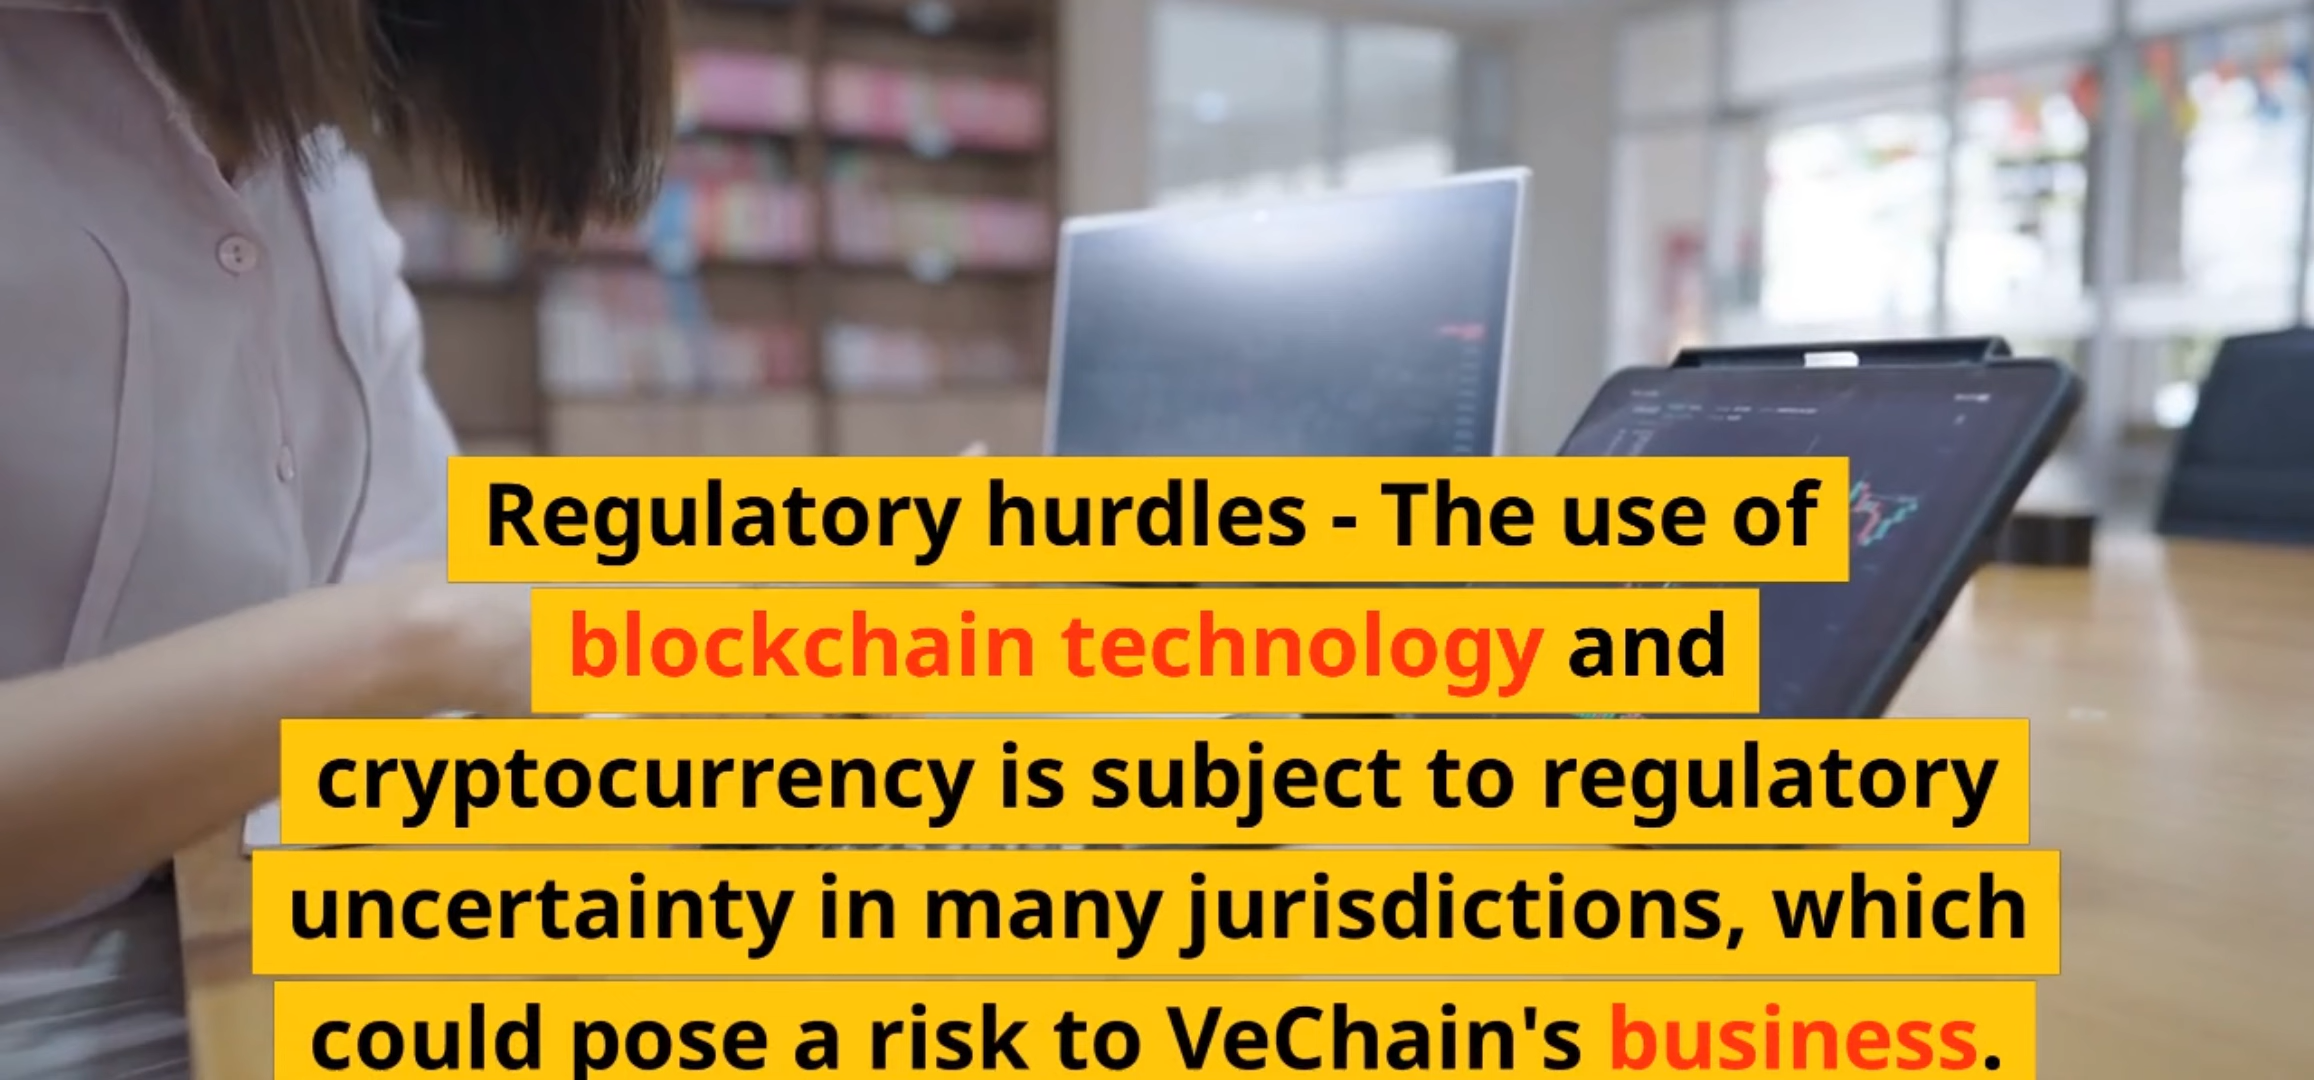 Regulatory hurdles - The use of
blockchain technology and
cryptocurrency is subject to regulatory
uncertainty in many jurisdictions, which
could pose a risk to VeChain's business.